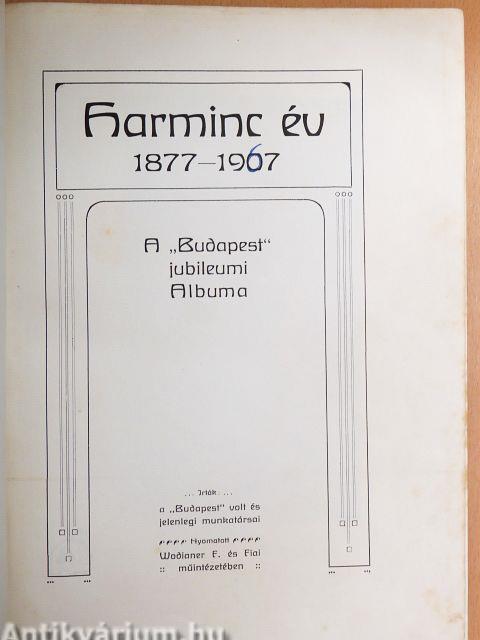 Harminc év
1877–1967
A „Budapest“
jubileumi
Albuma
... Irták: ...
a „Budapest“ volt és
jelenlegi munkatársai
Nyomatott
Wodianer F. és Fiai
:: műintézetében ::
Antikvárium.hu